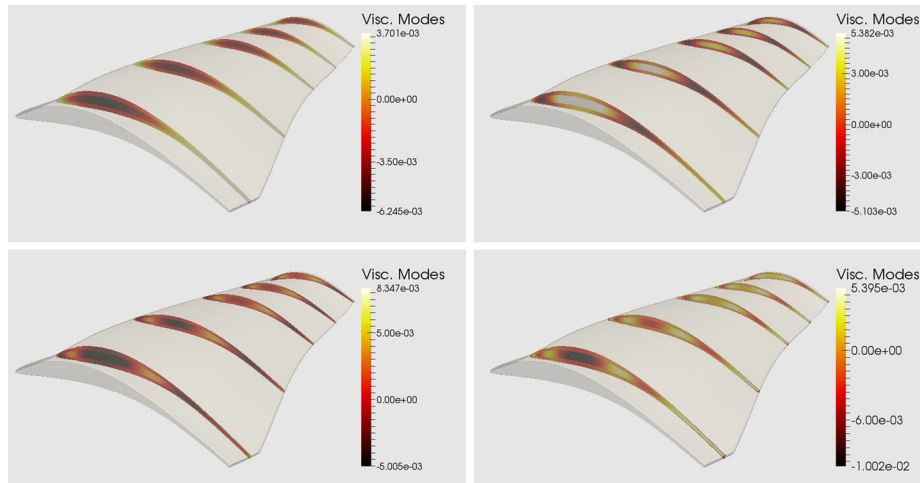 Visc. Modes
3.701e-03
0.00e+00
-3.50e-03
-6.245e-03
Visc. Modes
5.382e-03
3.00e-03
0.00e+00
-3.00e-03
-5.103e-03
Visc. Modes
8.347e-03
5.00e-03
0.00e+00
-5.005e-03
Visc. Modes
5.395e-03
0.00e+00
-6.00e-03
-1.002e-02